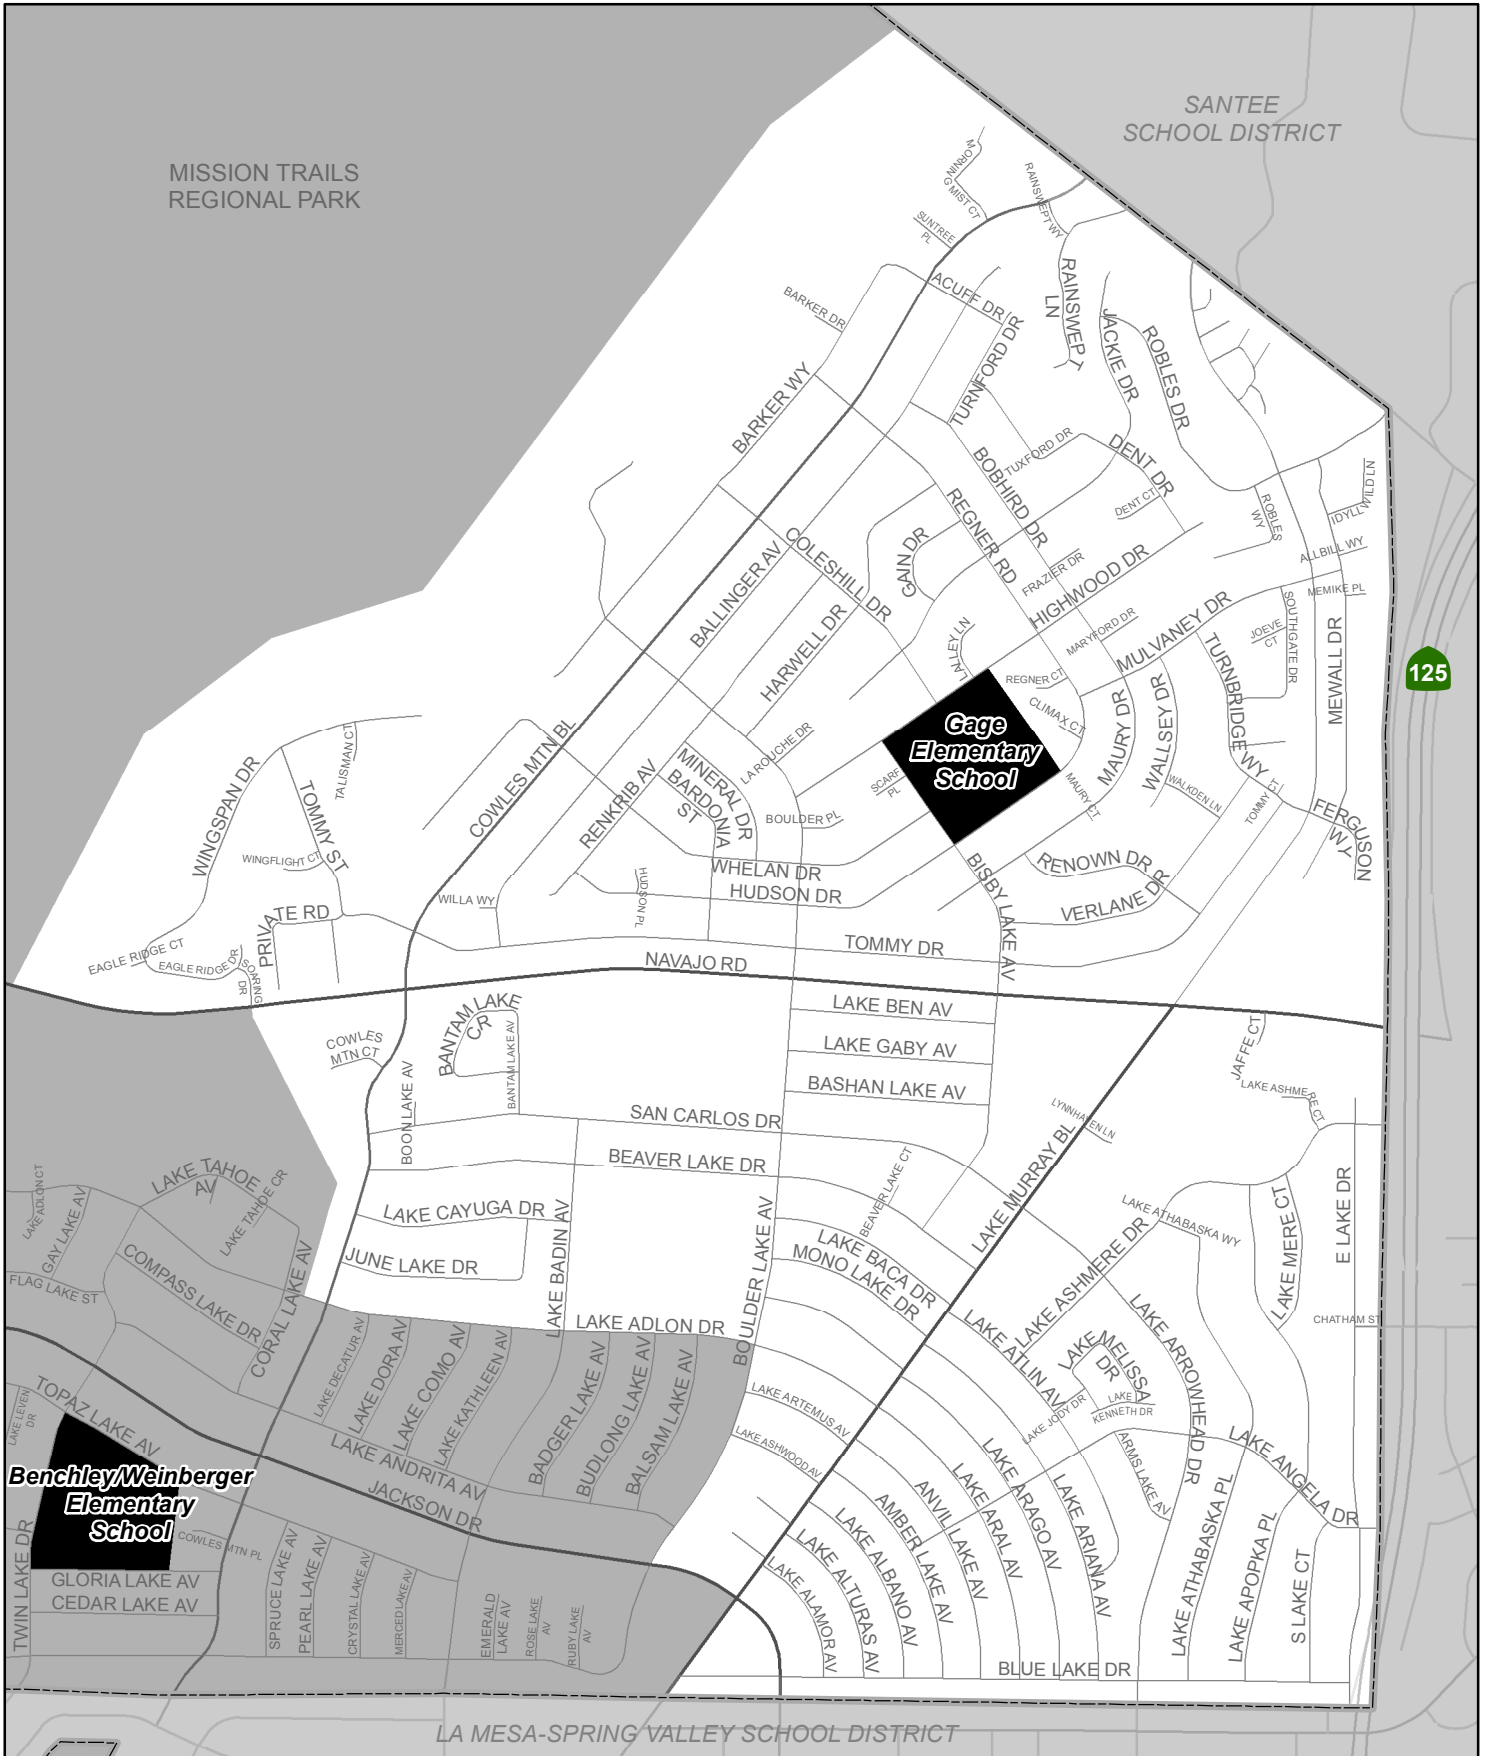 SANTEE
SCHOOL DISTRICT
MISSION TRAILS
REGIONAL PARK
MORNING MIST CT
RAINSWEPT WY
SUNTREE
PL
RAINSWEPT
LN
ACUFF DR
BARKER DR
TURNFORD DR
JACKIE DR
ROBLES DR
BARKER WY
TUXFORD DR
BOBHIRD DR
DENT DR
DENT CT
REGNER RD
ROBLES
WY
IDYLLWILD LN
ALLBILL WY
COLESHILL DR
GAIN DR
BALLINGER AV
FRAZIER DR
HIGHWOOD DR
MEMIKE PL
HARWELL DR
MARYFORD DR
MULVANEY DR
JOEVE
CT
SOUTHGATE DR
LALLEY LN
TURNBRIDGE WY
MEWALL DR
125
REGNER CT
CLIMAX CT
MAURY DR
WALLSEY DR
Gage
Elementary
School
COWLES MTN BL
LA ROUCHE DR
MINERAL DR
BARDONIA
ST
SCARF
PL
MAURY CT
WALKDEN LN
TOMMY CT
FERGUSON
WY
TALISMAN CT
WINGSPAN DR
TOMMY ST
RENKRIB AV
BOULDER PL
WINGFLIGHT CT
WHELAN DR
HUDSON DR
HUDSON PL
BISBY LAKE AV
RENOWN DR
VERLANE DR
WILLA WY
PRIVATE RD
EAGLE RIDGE CT
EAGLE RIDGE DR
SOARING
DR
TOMMY DR
NAVAJO RD
LAKE BEN AV
BANTAM LAKE
CR
BANTAM LAKE AV
COWLES
MTN CT
LAKE GABY AV
JAFFE CT
BASHAN LAKE AV
LAKE ASHMERE CT
BOON LAKE AV
SAN CARLOS DR
LYNNHAVEN LN
BEAVER LAKE DR
BEAVER LAKE CT
LAKE MURRAY BL
LAKE ADLON CT
LAKE TAHOE
AV
LAKE TAHOE CR
GAY LAKE AV
LAKE CAYUGA DR
LAKE BADIN AV
BOULDER LAKE AV
LAKE ATHABASKA WY
LAKE MERE CT
E LAKE DR
LAKE BACA DR
MONO LAKE DR
LAKE ASHMERE DR
FLAG LAKE ST
COMPASS LAKE DR
CORAL LAKE AV
JUNE LAKE DR
LAKE ADLON DR
LAKE ATLIN AV
LAKE ARROWHEAD DR
CHATHAM ST
LAKE MELISSA
DR
LAKE DECATUR AV
LAKE DORA AV
LAKE COMO AV
LAKE KATHLEEN AV
BADGER LAKE AV
BUDLONG LAKE AV
BALSAM LAKE AV
LAKE ARTEMUS AV
LAKE
KENNETH DR
LAKE JODY DR
TOPAZ LAKE AV
LAKE LEVEN
DR
LAKE ANDRITA AV
LAKE ASHWOOD AV
ARMS LAKE AV
LAKE ANGELA DR
Benchley/Weinberger
Elementary
School
JACKSON DR
LAKE ARAGO AV
LAKE ARAL AV
LAKE ARIANA AV
ANVIL LAKE AV
AMBER LAKE AV
LAKE ALBANO AV
LAKE ALTURAS AV
LAKE ALAMOR AV
LAKE ATHABASKA PL
LAKE APOPKA PL
S LAKE CT
TWIN LAKE DR
COWLES MTN PL
GLORIA LAKE AV
CEDAR LAKE AV
SPRUCE LAKE AV
PEARL LAKE AV
CRYSTAL LAKE AV
MERCED LAKE AV
EMERALD
LAKE AV
ROSE LAKE
AV
RUBY LAKE
AV
BLUE LAKE DR
LA MESA-SPRING VALLEY SCHOOL DISTRICT